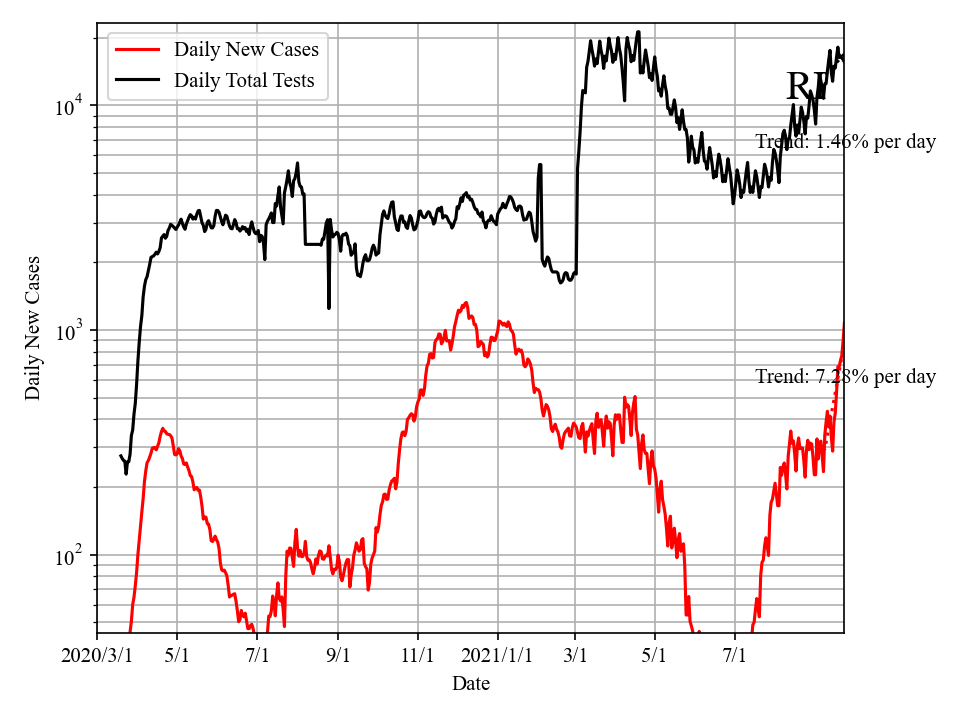 Daily New Cases
Daily Total Tests
RI
Trend: 1.46% per day
Trend: 7.28% per day
10^4
10^3
10^2
Daily New Cases
2020/3/1 5/1 7/1 9/1 11/1 2021/1/1 3/1 5/1 7/1
Date